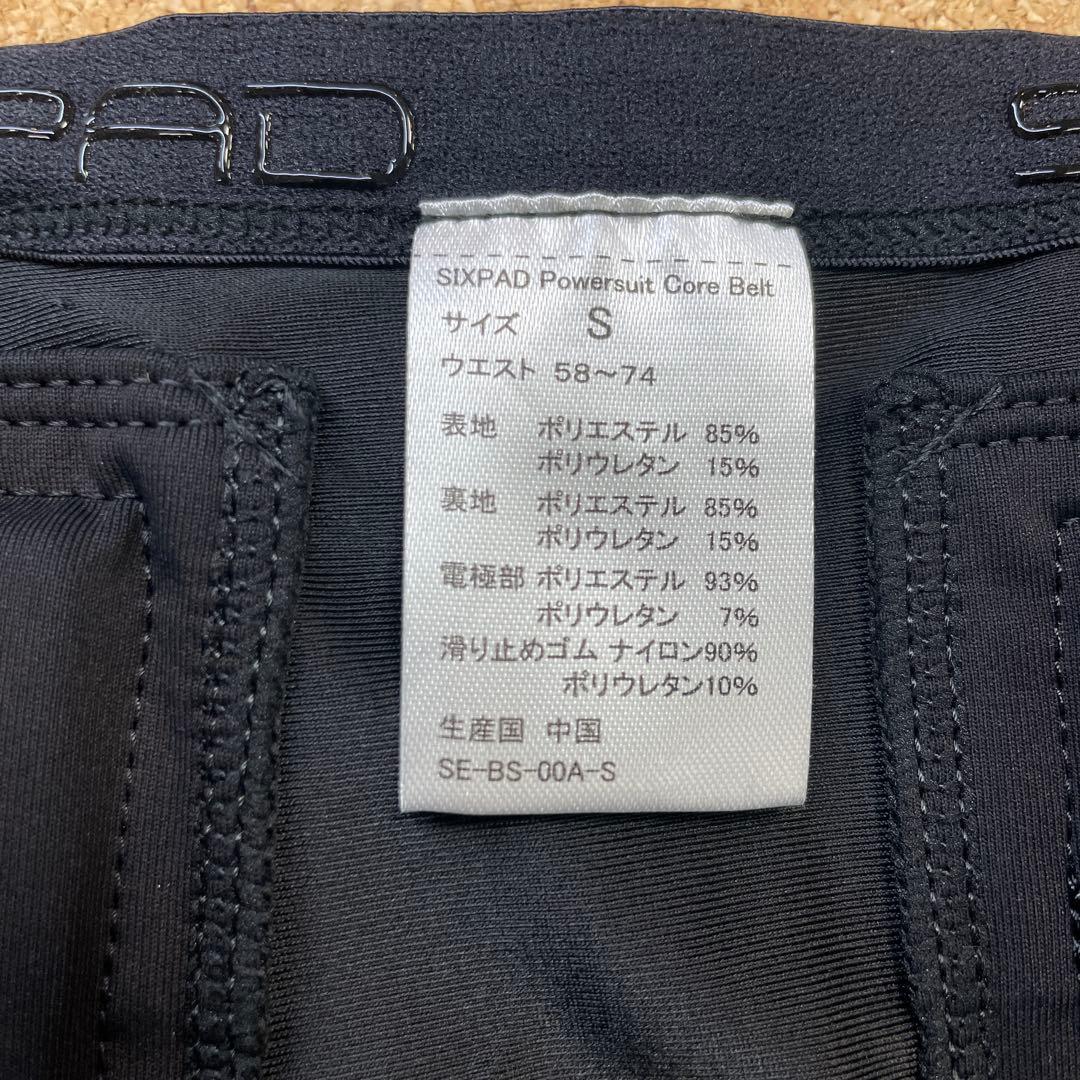 PAD
S
SIXPAD Powersuit Core Belt
サイズ S
ウエスト 58～74
表地 ポリエステル 85%
ポリウレタン 15%
裏地 ポリエステル 85%
ポリウレタン 15%
電極部 ポリエステル 93%
ポリウレタン 7%
滑り止めゴム ナイロン90%
ポリウレタン10%
生産国 中国
SE-BS-00A-S